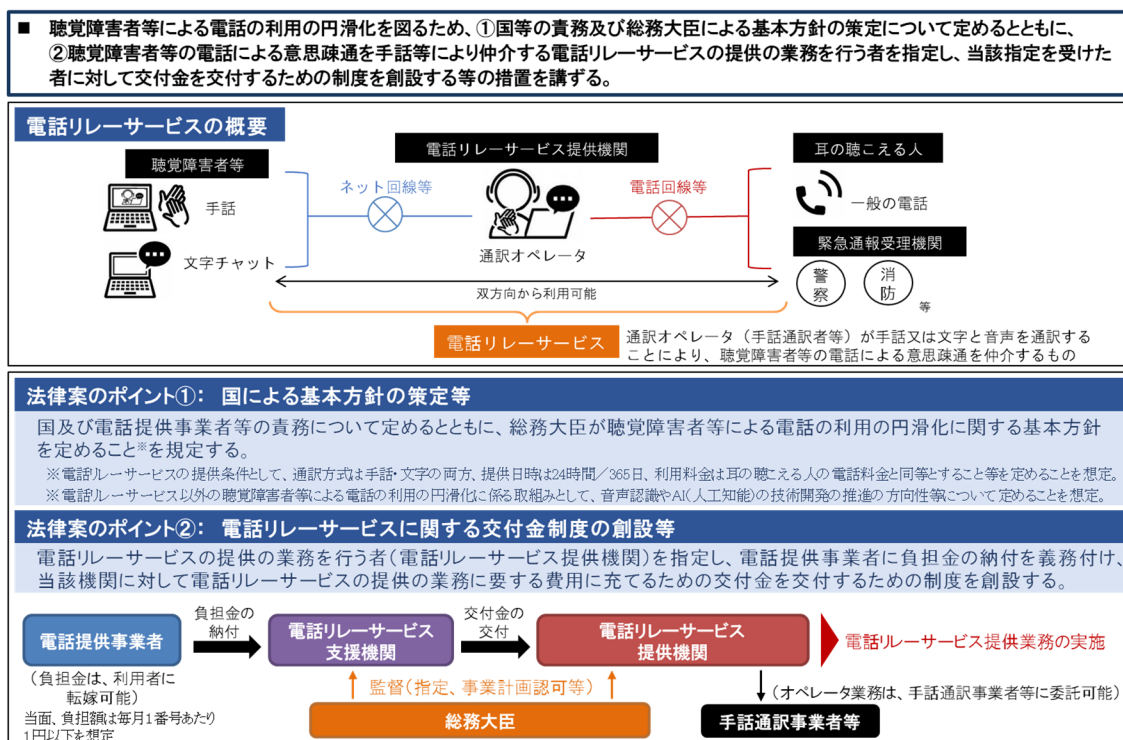 ■ 聴覚障害者等による電話の利用の円滑化を図るため、①国等の責務及び総務大臣による基本方針の策定について定めるとともに、
②聴覚障害者等の電話による意思疎通を手話等により仲介する電話リレーサービスの提供の業務を行う者を指定し、当該指定を受けた
者に対して交付金を交付するための制度を創設する等の措置を講ずる。
電話リレーサービスの概要
聴覚障害者等
手話
文字チャット
ネット回線等
電話リレーサービス提供機関
通訳オペレータ
電話回線等
耳の聴こえる人
一般の電話
緊急通報受理機関
警察
消防
等
双方向から利用可能
電話リレーサービス
通訳オペレータ（手話通訳者等）が手話又は文字と音声を通訳する
ことにより、聴覚障害者等の電話による意思疎通を仲介するもの
法律案のポイント①： 国による基本方針の策定等
国及び電話提供事業者等の責務について定めるとともに、総務大臣が聴覚障害者等による電話の利用の円滑化に関する基本方針
を定めること※を規定する。
※電話リレーサービスの提供条件として、通訳方式は手話・文字の両方、提供日時は24時間／365日、利用料金は耳の聴こえる人の電話料金と同等とすること等を定めることを想定。
※電話リレーサービス以外の聴覚障害者等による電話の利用の円滑化に係る取組みとして、音声認識やAI（人工知能）の技術開発の推進の方向性等について定めることを想定。
法律案のポイント②： 電話リレーサービスに関する交付金制度の創設等
電話リレーサービスの提供の業務を行う者（電話リレーサービス提供機関）を指定し、電話提供事業者に負担金の納付を義務付け、
当該機関に対して電話リレーサービスの提供の業務に要する費用に充てるための交付金を交付するための制度を創設する。
電話提供事業者
（負担金は、利用者に
転嫁可能）
当面、負担額は毎月1番号あたり
1円以下を想定
負担金の
納付
電話リレーサービス
支援機関
交付金の
交付
電話リレーサービス
提供機関
電話リレーサービス提供業務の実施
監督（指定、事業計画認可等）
総務大臣
（オペレータ業務は、手話通訳事業者等に委託可能）
手話通訳事業者等